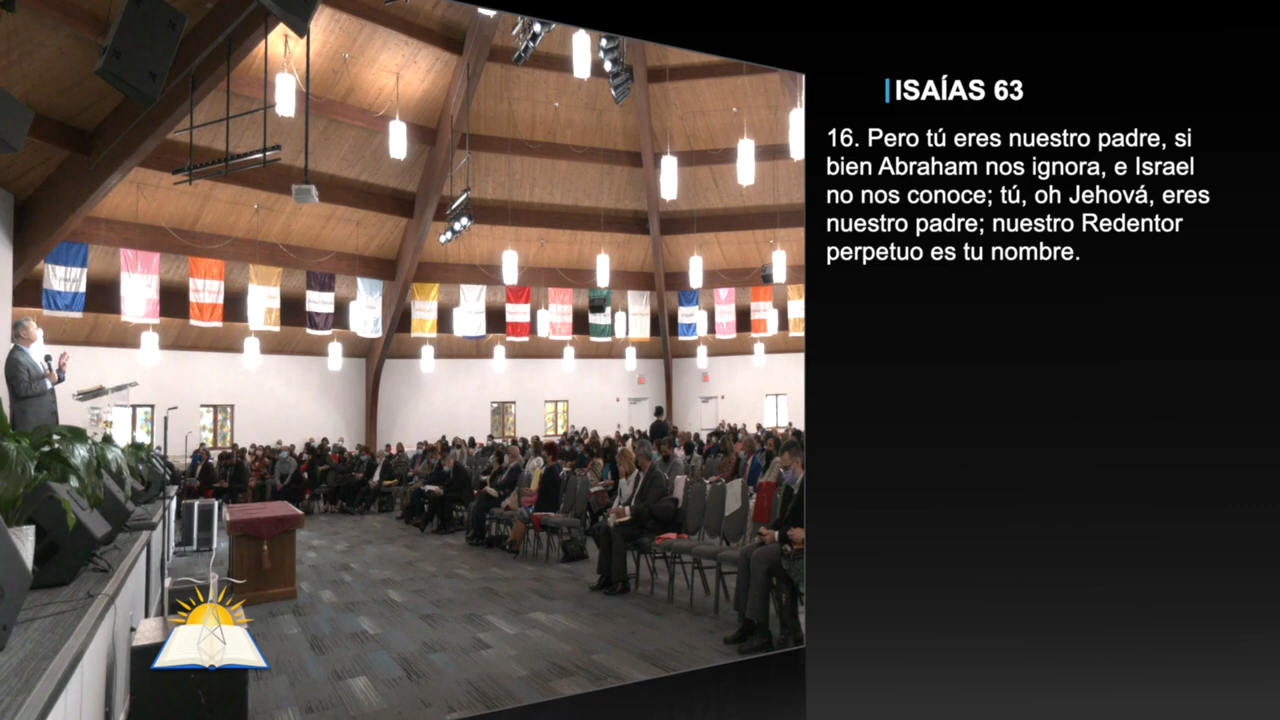 ISAÍAS 63
16. Pero tú eres nuestro padre, si
bien Abraham nos ignora, e Israel
no nos conoce; tú, oh Jehová, eres
nuestro padre; nuestro Redentor
perpetuo es tu nombre.